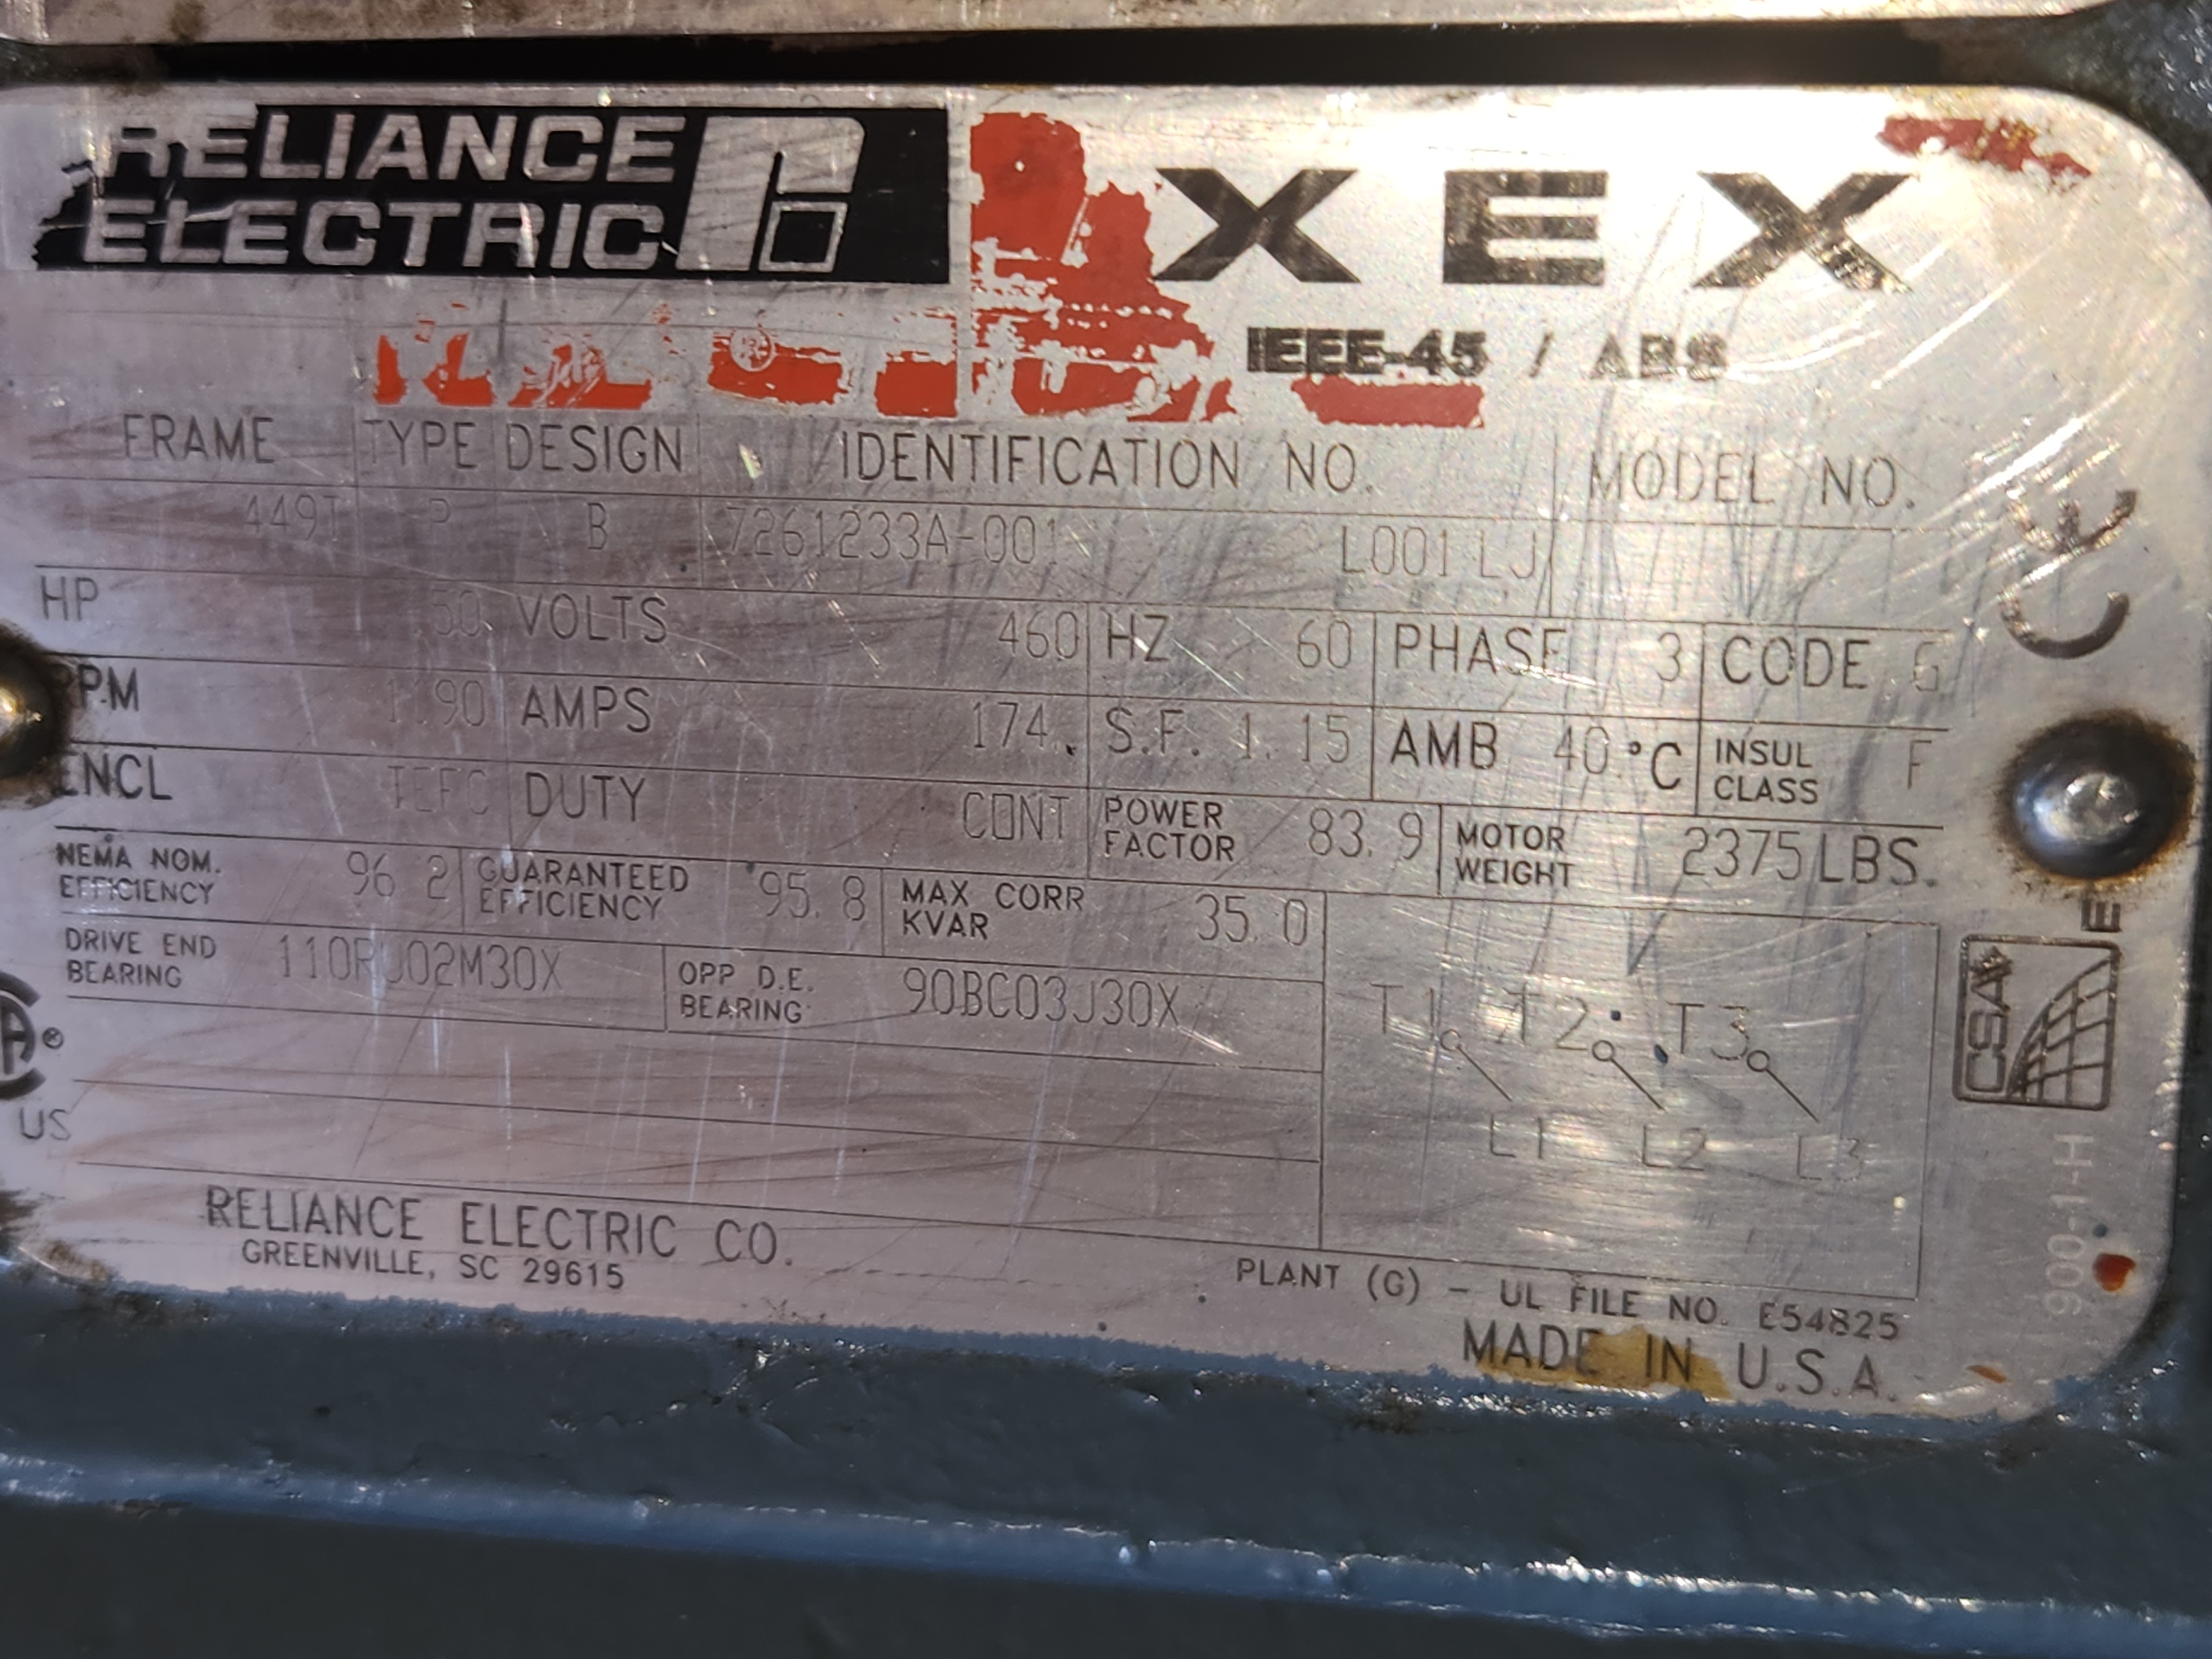 RELIANCE
ELECTRIC
XEX
IEEE-45 / ABS
FRAME TYPE DESIGN IDENTIFICATION NO. MODEL NO.
449T P B 7261233A-001 L001 LJ
HP VOLTS 460 HZ 60 PHASE 3 CODE G
RPM 1190 AMPS 174. S.F. 1.15 AMB 40 °C INSUL CLASS F
ENCL TEFC DUTY CONT POWER FACTOR 83.9 MOTOR WEIGHT 2375 LBS.
NEMA NOM. EFFICIENCY 96.2 GUARANTEED EFFICIENCY 95.8 MAX CORR KVAR 35.0
DRIVE END BEARING 110RU02M30X OPP D.E. BEARING 90BC03J30X
T1 T2 T3
L1 L2 L3
RELIANCE ELECTRIC CO.
GREENVILLE, SC 29615
PLANT (G) - UL FILE NO. E54825
MADE IN U.S.A.
CE
CSA
E
®
US